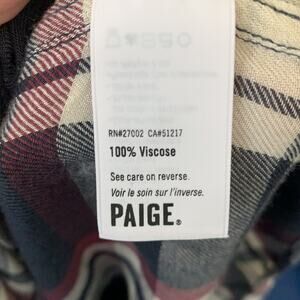 RN#27002 CA#51217
100% Viscose
See care on reverse.
Voir le soin sur l'inverse.
PAIGE®